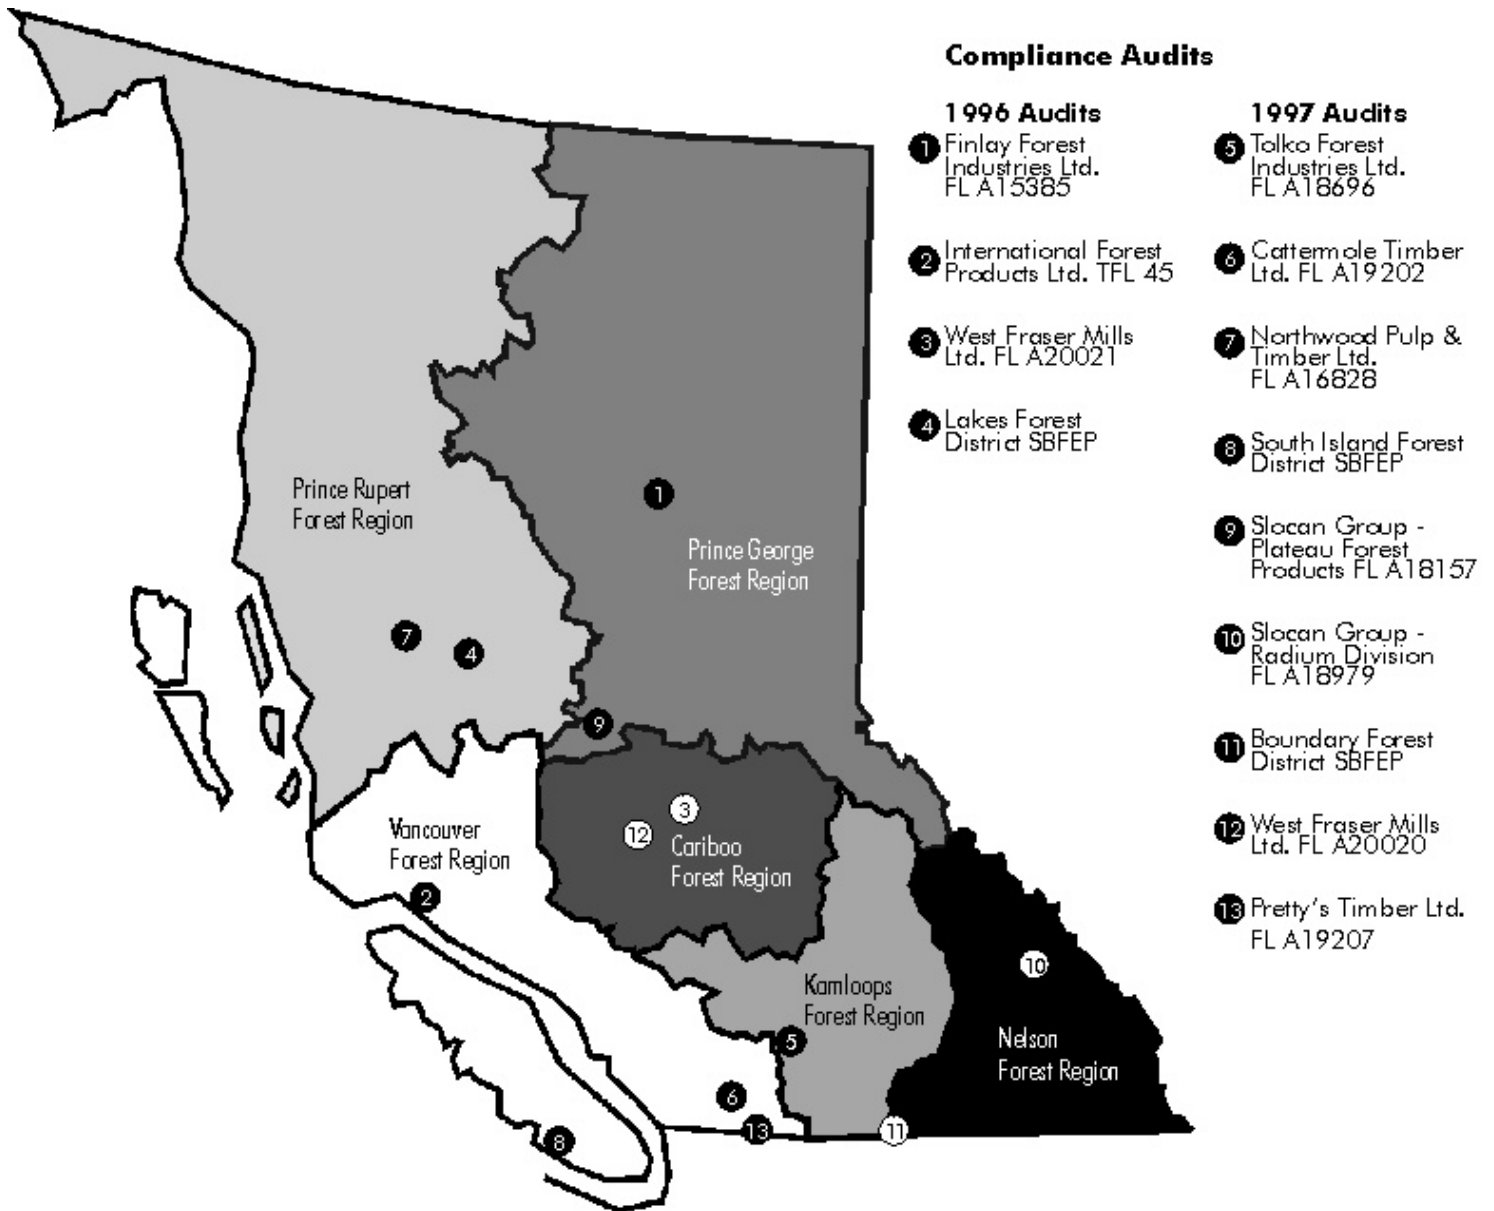 Compliance Audits
1996 Audits
1 Finlay Forest
Industries Ltd.
FL A15385
2 International Forest
Products Ltd. TFL 45
3 West Fraser Mills
Ltd. FL A20021
4 Lakes Forest
District SBFEP
1997 Audits
5 Tolko Forest
Industries Ltd.
FL A18696
6 Cattermole Timber
Ltd. FL A19202
7 Northwood Pulp &
Timber Ltd.
FL A16828
8 South Island Forest
District SBFEP
9 Slocan Group -
Plateau Forest
Products FL A18157
10 Slocan Group -
Radium Division
FL A18979
11 Boundary Forest
District SBFEP
12 West Fraser Mills
Ltd. FL A20020
13 Pretty's Timber Ltd.
FL A19207
Prince Rupert
Forest Region
1
Prince George
Forest Region
7
4
9
3
12
Cariboo
Forest Region
Vancouver
Forest Region
2
10
Kamloops
Forest Region
5
Nelson
Forest Region
6
13
11
8